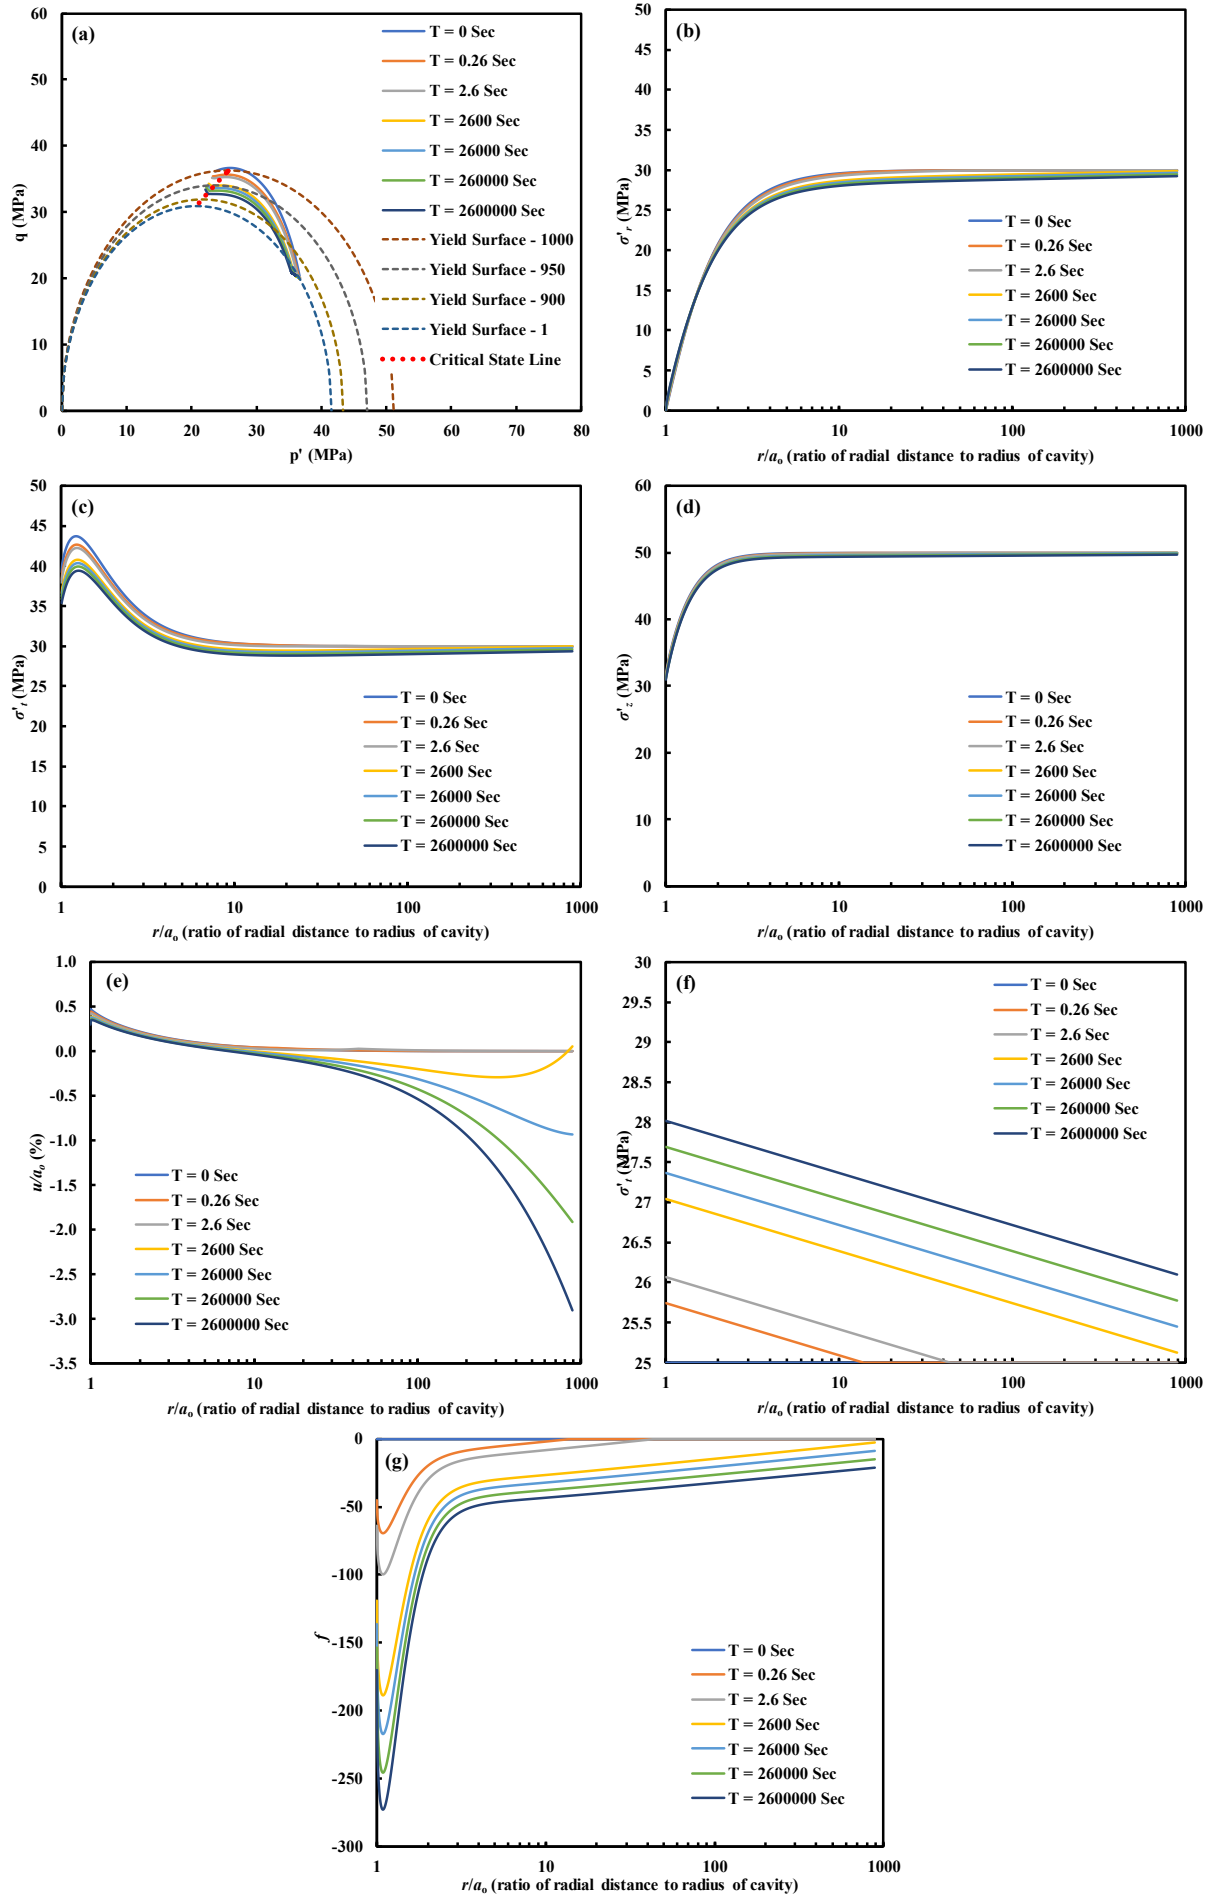 (a)
60
50
40
30
20
10
0
q (MPa)
T = 0 Sec
T = 0.26 Sec
T = 2.6 Sec
T = 2600 Sec
T = 26000 Sec
T = 260000 Sec
T = 2600000 Sec
Yield Surface - 1000
Yield Surface - 950
Yield Surface - 900
Yield Surface - 1
Critical State Line
0 10 20 30 40 50 60 70 80
p' (MPa)
(b)
50
45
40
35
30
25
20
15
10
5
0
σ'r (MPa)
T = 0 Sec
T = 0.26 Sec
T = 2.6 Sec
T = 2600 Sec
T = 26000 Sec
T = 260000 Sec
T = 2600000 Sec
1 10 100 1000
r/ao (ratio of radial distance to radius of cavity)
(c)
50
45
40
35
30
25
20
15
10
5
0
σ't (MPa)
T = 0 Sec
T = 0.26 Sec
T = 2.6 Sec
T = 2600 Sec
T = 26000 Sec
T = 260000 Sec
T = 2600000 Sec
1 10 100 1000
r/ao (ratio of radial distance to radius of cavity)
(d)
60
50
40
30
20
10
0
σ'z (MPa)
T = 0 Sec
T = 0.26 Sec
T = 2.6 Sec
T = 2600 Sec
T = 26000 Sec
T = 260000 Sec
T = 2600000 Sec
1 10 100 1000
r/ao (ratio of radial distance to radius of cavity)
(e)
1.0
0.5
0.0
-0.5
-1.0
-1.5
-2.0
-2.5
-3.0
-3.5
u/ao (%)
T = 0 Sec
T = 0.26 Sec
T = 2.6 Sec
T = 2600 Sec
T = 26000 Sec
T = 260000 Sec
T = 2600000 Sec
1 10 100 1000
r/ao (ratio of radial distance to radius of cavity)
(f)
30
29.5
29
28.5
28
27.5
27
26.5
26
25.5
25
σ't (MPa)
T = 0 Sec
T = 0.26 Sec
T = 2.6 Sec
T = 2600 Sec
T = 26000 Sec
T = 260000 Sec
T = 2600000 Sec
1 10 100 1000
r/ao (ratio of radial distance to radius of cavity)
(g)
0
-50
-100
-150
-200
-250
-300
f
T = 0 Sec
T = 0.26 Sec
T = 2.6 Sec
T = 2600 Sec
T = 26000 Sec
T = 260000 Sec
T = 2600000 Sec
1 10 100 1000
r/ao (ratio of radial distance to radius of cavity)